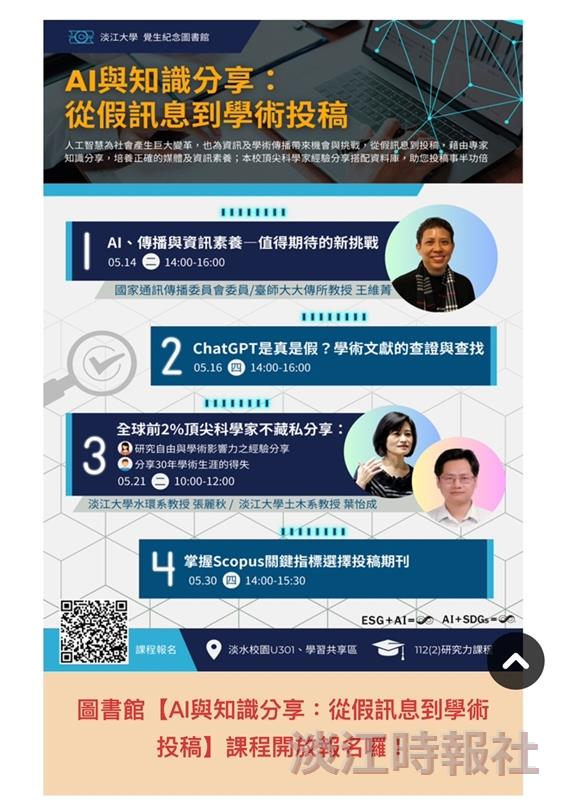 淡江大學 覺生紀念圖書館
AI與知識分享：
從假訊息到學術投稿
人工智慧為社會產生巨大變革，也為資訊及學術傳播帶來機會與挑戰，從假訊息到投稿，藉由專家
知識分享，培養正確的媒體及資訊素養；本校頂尖科學家經驗分享搭配資料庫，助您投稿事半功倍
1
AI、傳播與資訊素養—值得期待的新挑戰
05.14 二 14:00-16:00
國家通訊傳播委員會委員/臺師大大傳所教授 王維菁
2
ChatGPT是真是假？學術文獻的查證與查找
05.16 四 14:00-16:00
3
全球前2%頂尖科學家不藏私分享：
研究自由與學術影響力之經驗分享
分享30年學術生涯的得失
05.21 二 10:00-12:00
淡江大學水環系教授 張麗秋 / 淡江大學土木系教授 葉怡成
4
掌握Scopus關鍵指標選擇投稿期刊
05.30 四 14:00-15:30
ESG+AI=∞ AI+SDGs=∞
課程報名
淡水校園U301、學習共享區
112(2)研究力課程
圖書館【AI與知識分享：從假訊息到學術
投稿】課程開放報名囉！
淡江時報社